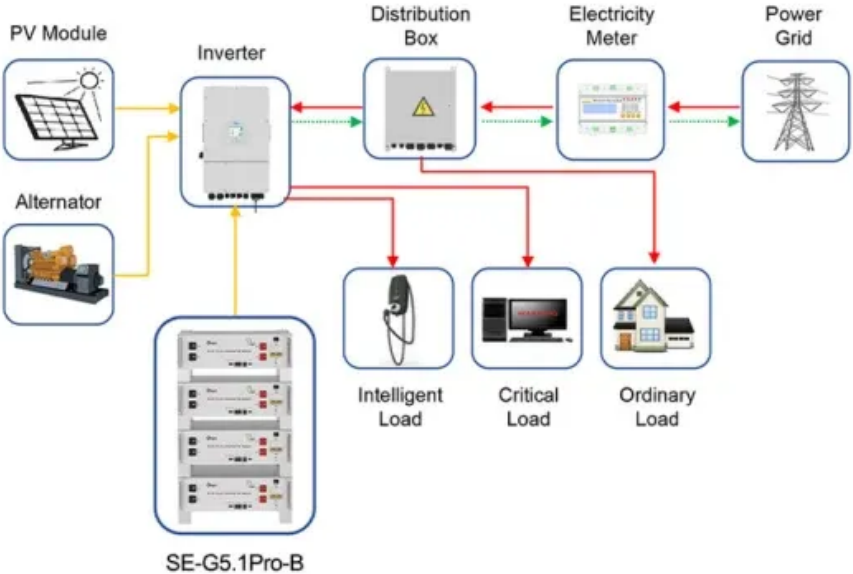 PV Module
Inverter
Distribution
Box
Electricity
Meter
Power
Grid
Alternator
Intelligent
Load
Critical
Load
Ordinary
Load
SE-G5.1Pro-B